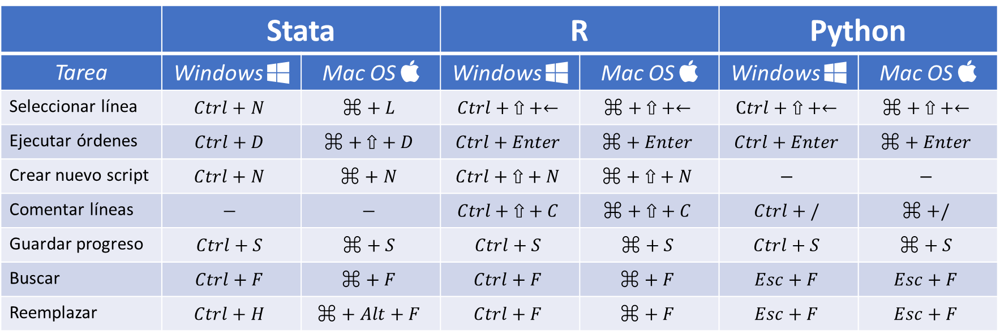 Stata R Python
Tarea Windows Mac OS Windows Mac OS Windows Mac OS
Seleccionar línea Ctrl + N ⌘ + L Ctrl + ⇧ +← ⌘ + ⇧ +← Ctrl + ⇧ +← ⌘ + ⇧ +←
Ejecutar órdenes Ctrl + D ⌘ + ⇧ + D Ctrl + Enter ⌘ + Enter Ctrl + Enter ⌘ + Enter
Crear nuevo script Ctrl + N ⌘ + N Ctrl + ⇧ + N ⌘ + ⇧ + N − −
Comentar líneas − − Ctrl + ⇧ + C ⌘ + ⇧ + C Ctrl + / ⌘ +/
Guardar progreso Ctrl + S ⌘ + S Ctrl + S ⌘ + S Ctrl + S ⌘ + S
Buscar Ctrl + F ⌘ + F Ctrl + F ⌘ + F Esc + F Esc + F
Reemplazar Ctrl + H ⌘ + Alt + F Ctrl + F ⌘ + F Esc + F Esc + F